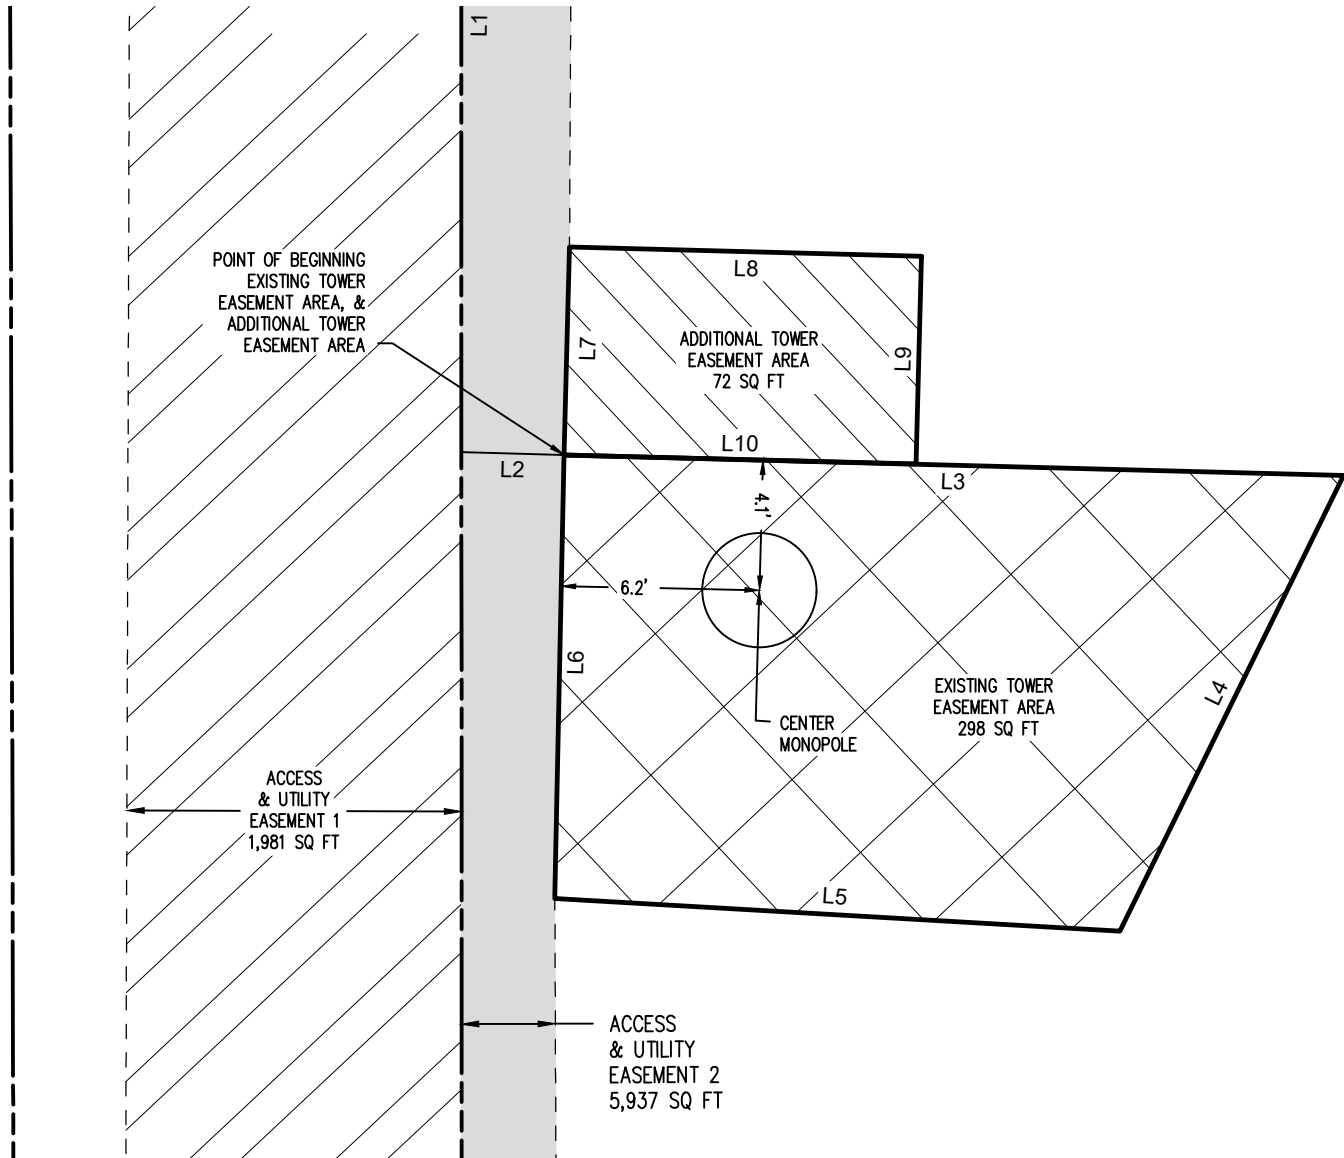 L1
POINT OF BEGINNING
EXISTING TOWER
EASEMENT AREA, &
ADDITIONAL TOWER
EASEMENT AREA
L8
L7
ADDITIONAL TOWER
EASEMENT AREA
72 SQ FT
L9
L10
L2
L3
4.1'
6.2'
L6
EXISTING TOWER
EASEMENT AREA
298 SQ FT
L4
CENTER
MONOPOLE
ACCESS
& UTILITY
EASEMENT 1
1,981 SQ FT
L5
ACCESS
& UTILITY
EASEMENT 2
5,937 SQ FT